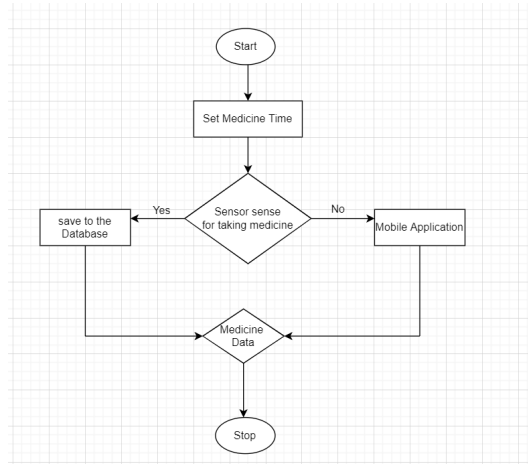 Start
Set Medicine Time
Sensor sense
for taking medicine
Yes
No
save to the
Database
Mobile Application
Medicine
Data
Stop